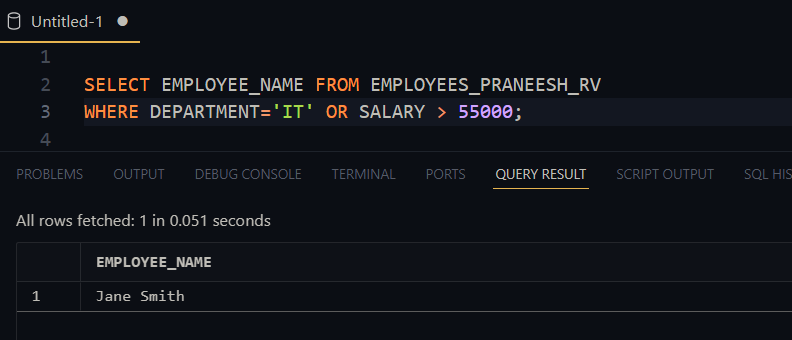 Untitled-1
1
2 SELECT EMPLOYEE_NAME FROM EMPLOYEES_PRANEESH_RV
3 WHERE DEPARTMENT='IT' OR SALARY > 55000;
4
PROBLEMS OUTPUT DEBUG CONSOLE TERMINAL PORTS QUERY RESULT SCRIPT OUTPUT SQL HIS
All rows fetched: 1 in 0.051 seconds
EMPLOYEE_NAME
1 Jane Smith